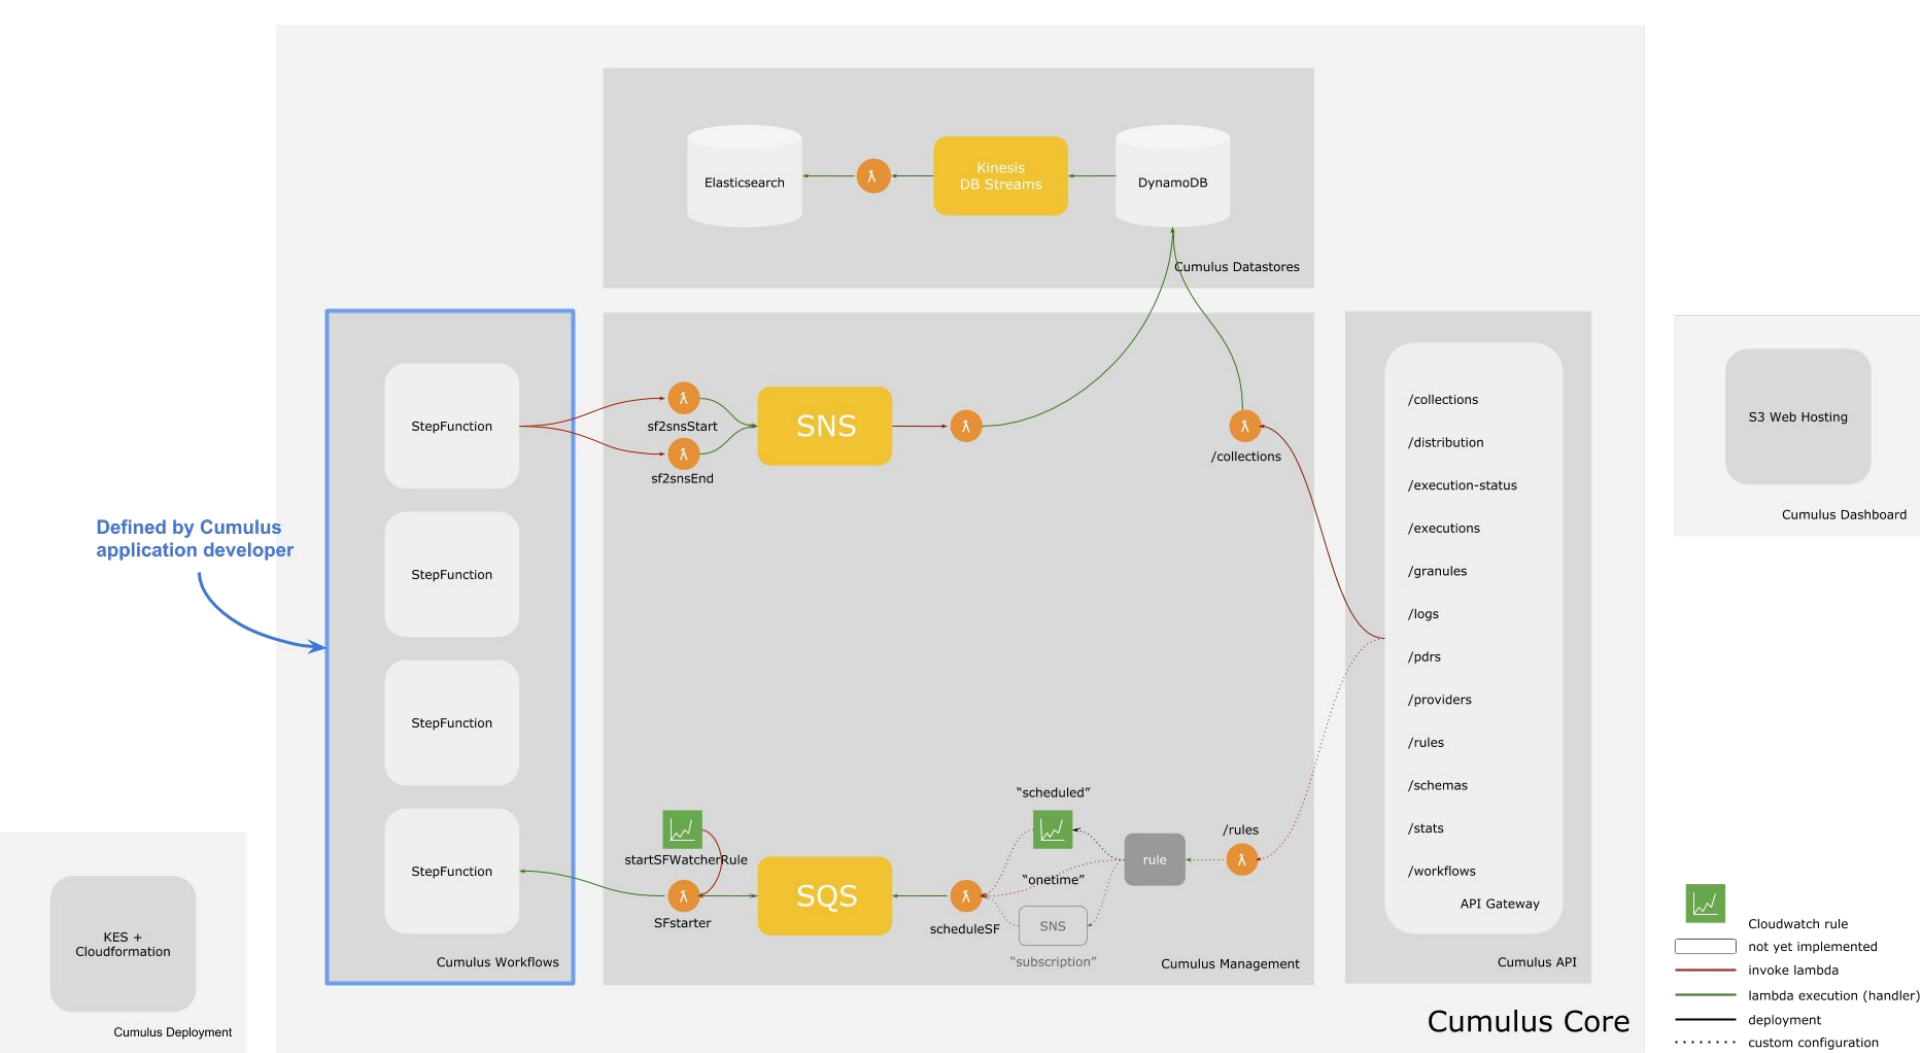 Elasticsearch
Kinesis
DB Streams
DynamoDB
Cumulus Datastores
StepFunction
StepFunction
StepFunction
StepFunction
Cumulus Workflows
Defined by Cumulus
application developer
sf2snsStart
sf2snsEnd
SNS
/collections
startSFWatcherRule
SFstarter
SQS
scheduleSF
“scheduled”
“onetime”
SNS
“subscription”
rule
/rules
Cumulus Management
/collections
/distribution
/execution-status
/executions
/granules
/logs
/pdrs
/providers
/rules
/schemas
/stats
/workflows
API Gateway
Cumulus API
Cumulus Core
S3 Web Hosting
Cumulus Dashboard
KES +
Cloudformation
Cumulus Deployment
Cloudwatch rule
not yet implemented
invoke lambda
lambda execution (handler)
deployment
custom configuration